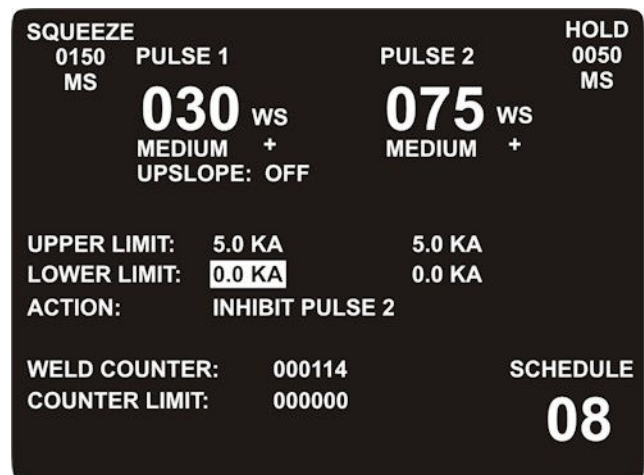 SQUEEZE HOLD
0150 PULSE 1 PULSE 2 0050
MS MS
030 WS 075 WS
MEDIUM + MEDIUM +
UPSLOPE: OFF
UPPER LIMIT: 5.0 KA 5.0 KA
LOWER LIMIT: 0.0 KA 0.0 KA
ACTION: INHIBIT PULSE 2
WELD COUNTER: 000114 SCHEDULE
COUNTER LIMIT: 000000
08